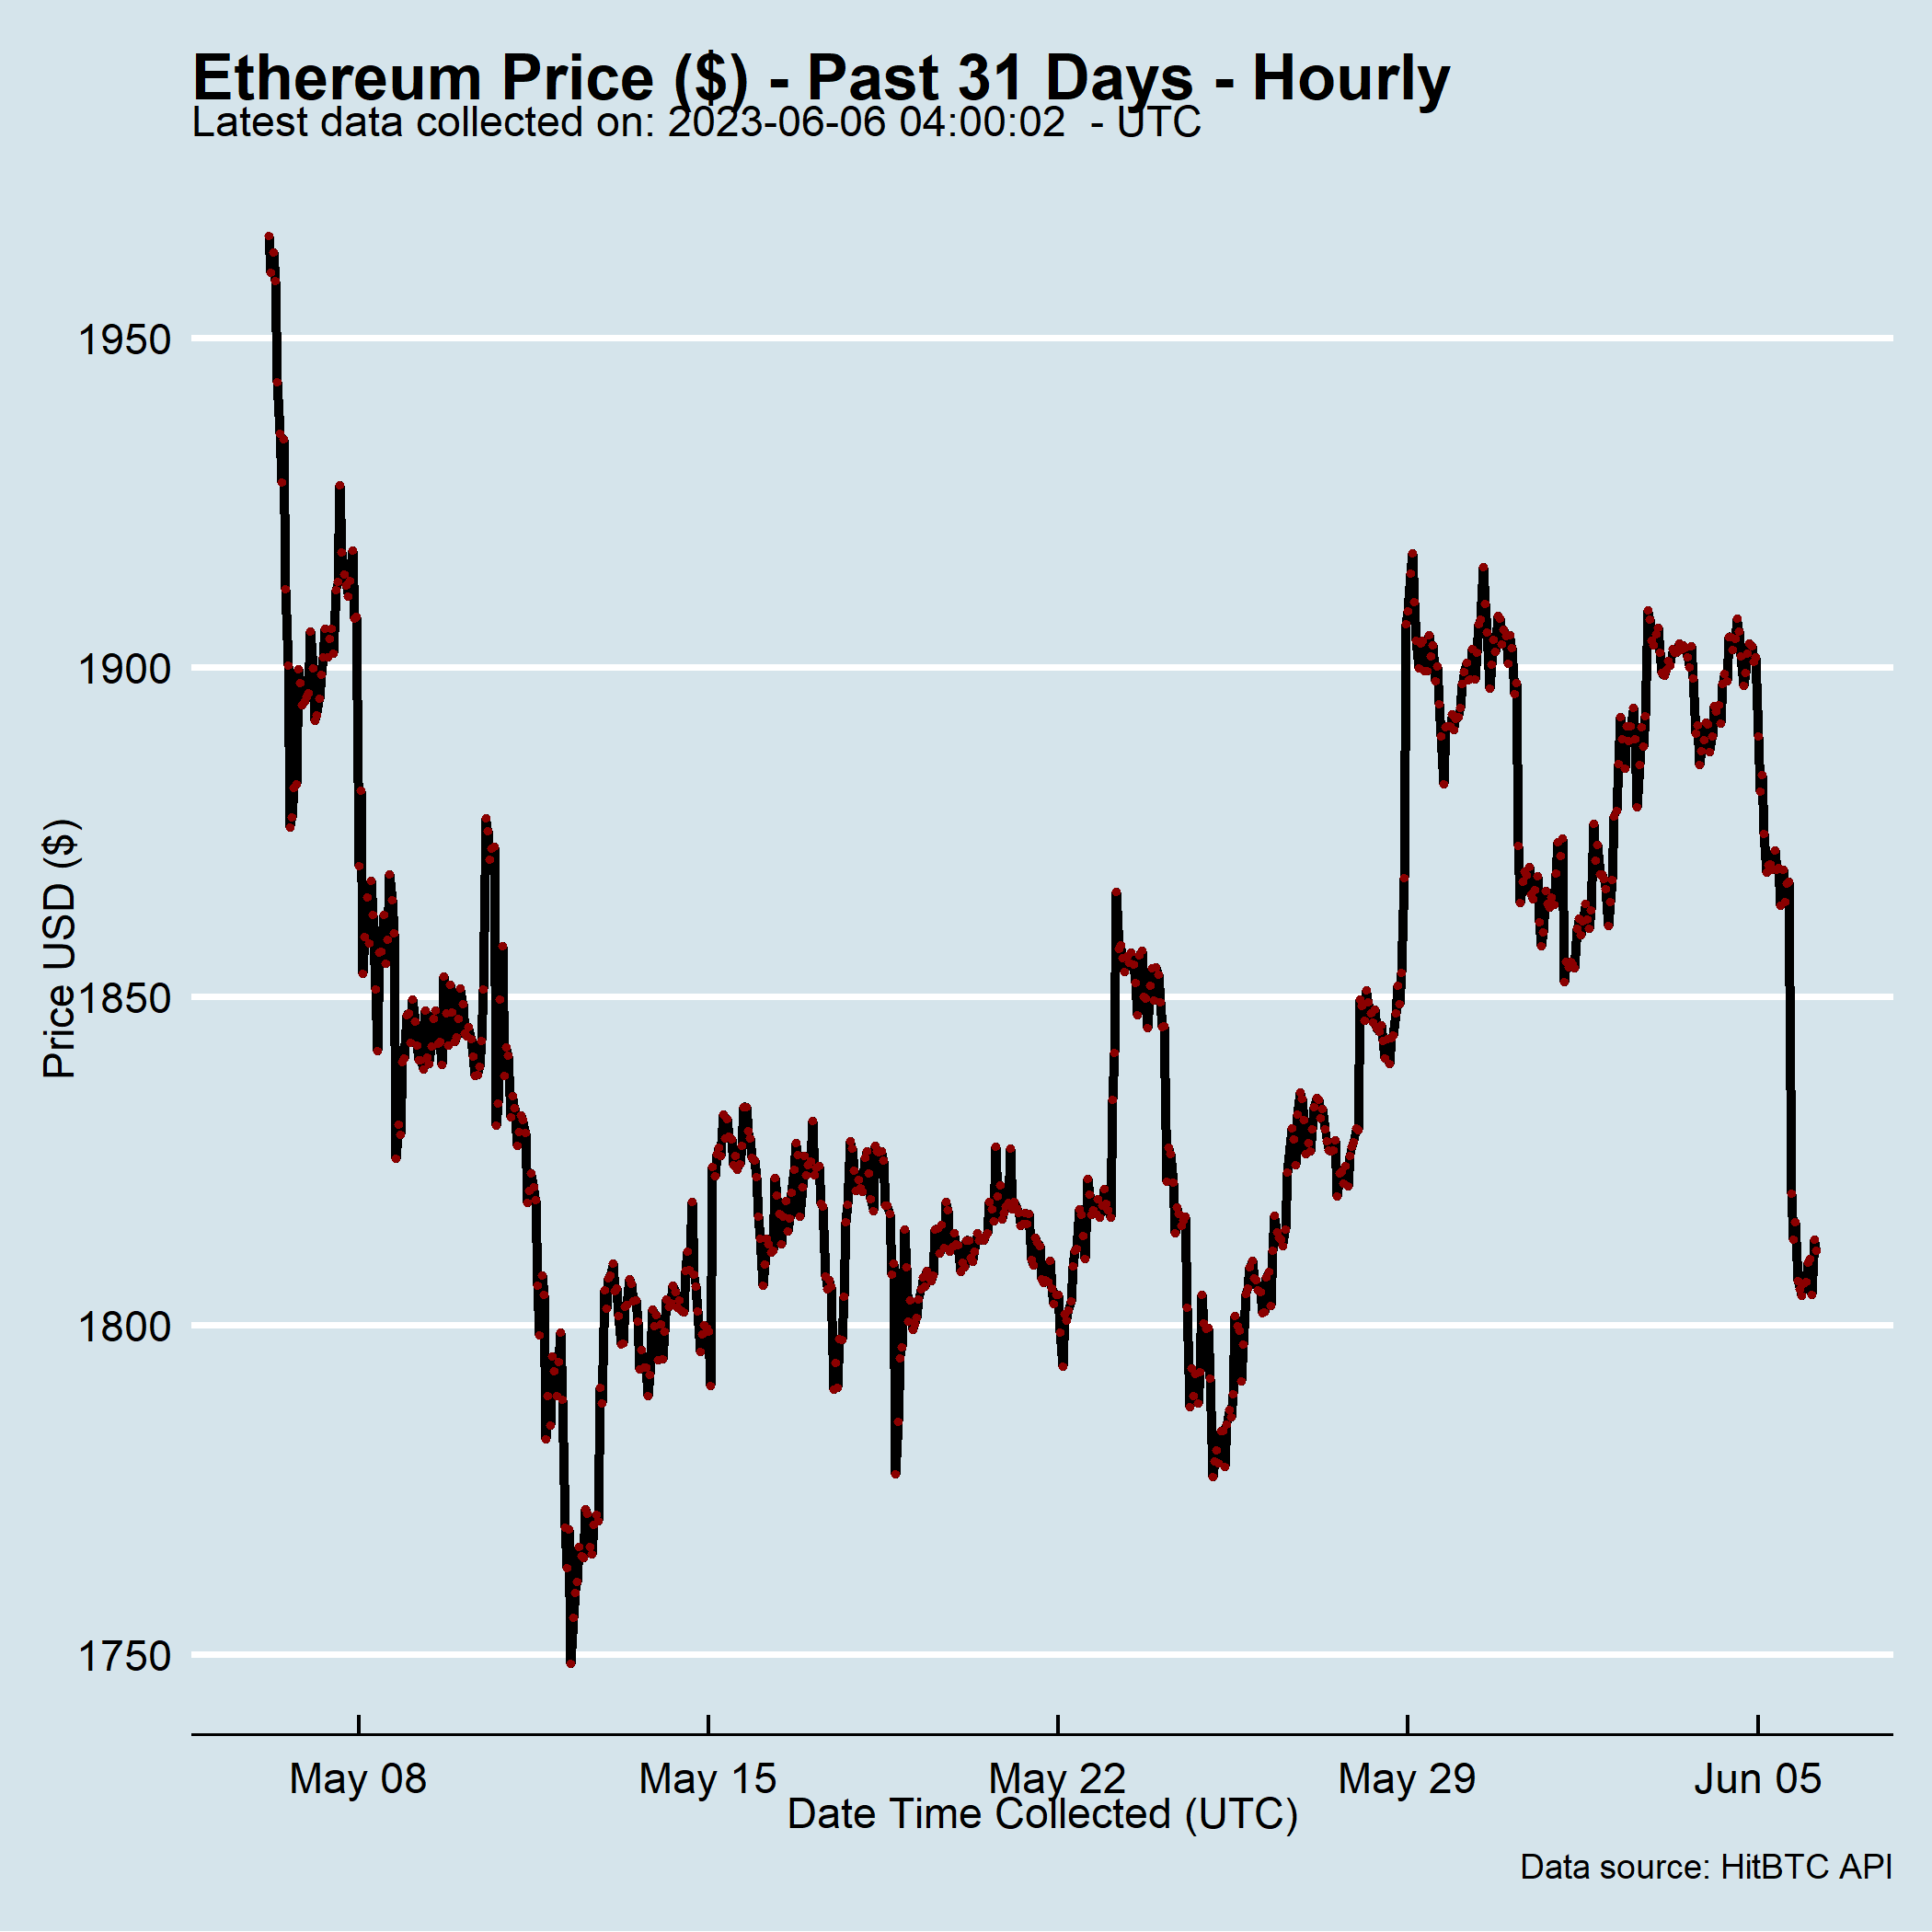 Ethereum Price ($) - Past 31 Days - Hourly
Latest data collected on: 2023-06-06 04:00:02  - UTC
Price USD ($)
1950
1900
1850
1800
1750
May 08
May 15
May 22
May 29
Jun 05
Date Time Collected (UTC)
Data source: HitBTC API